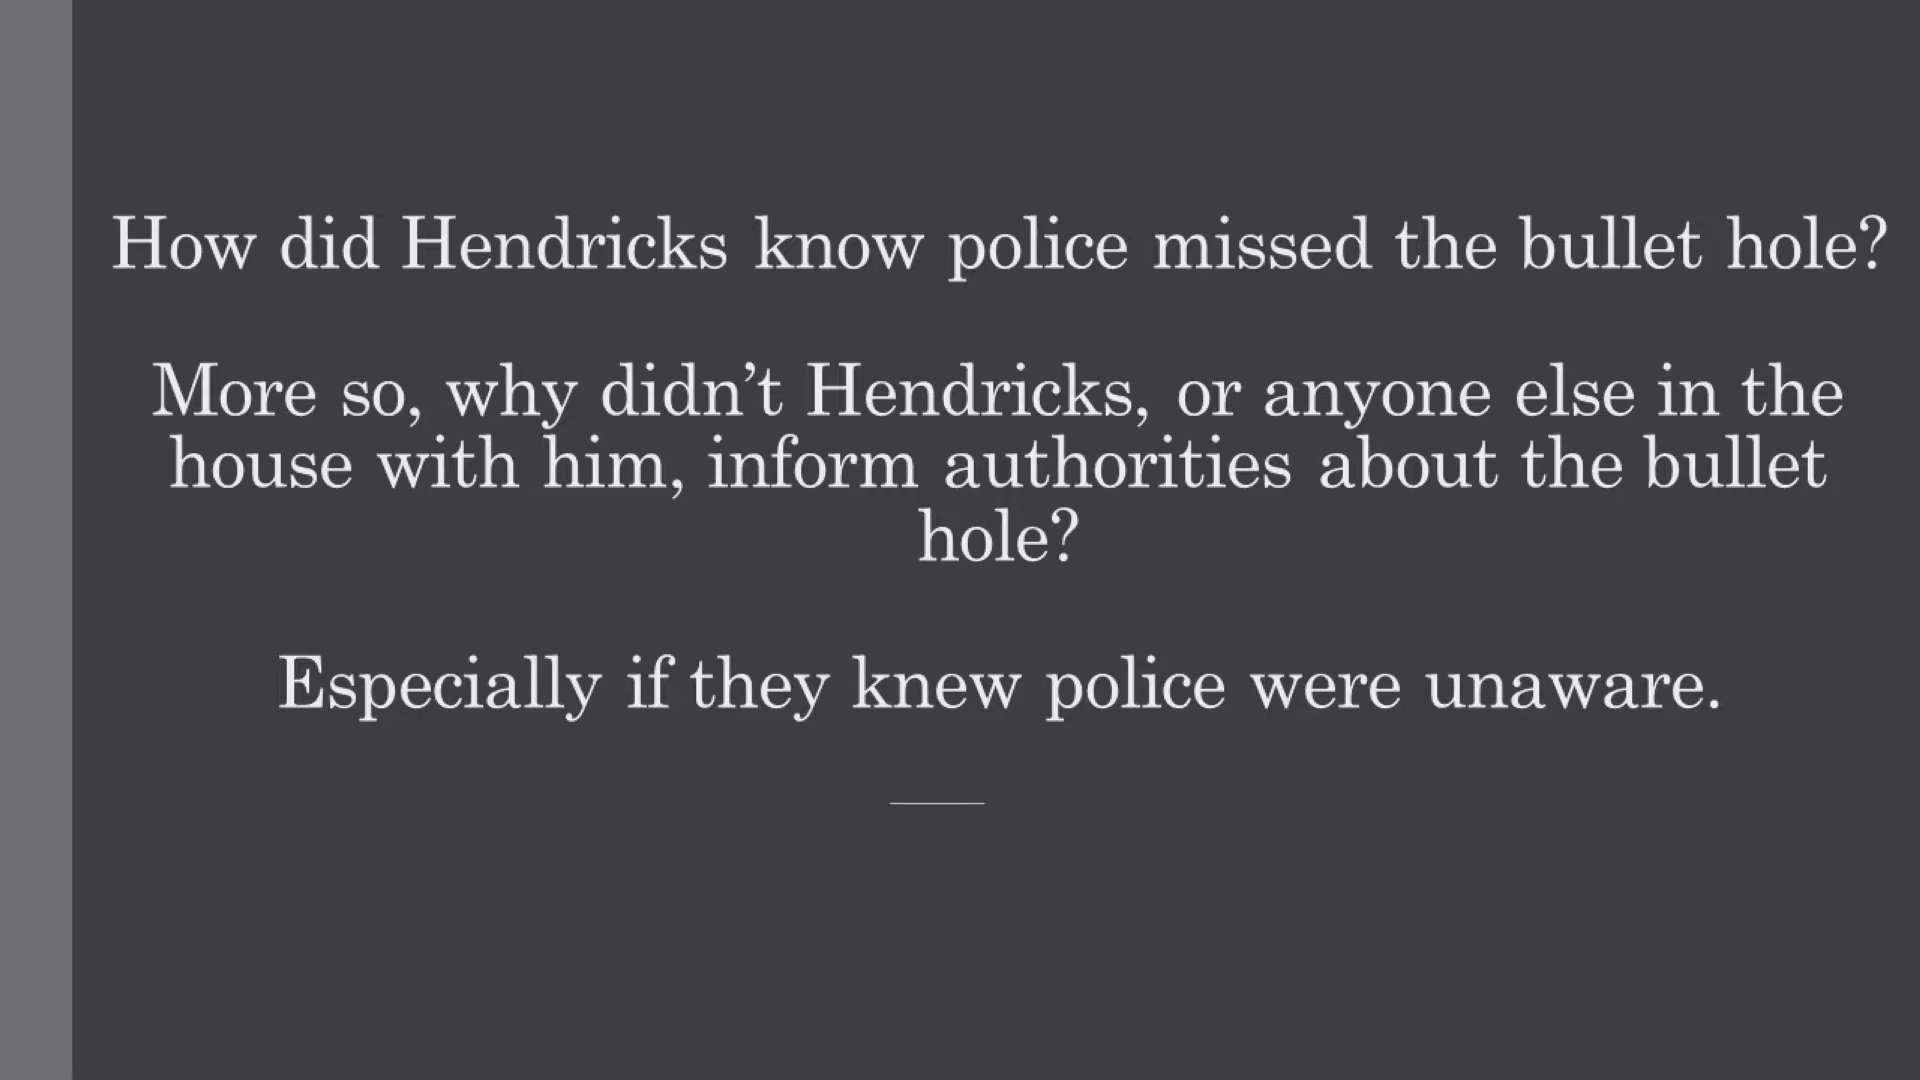 How did Hendricks know police missed the bullet hole?
More so, why didn’t Hendricks, or anyone else in the
house with him, inform authorities about the bullet
hole?
Especially if they knew police were unaware.